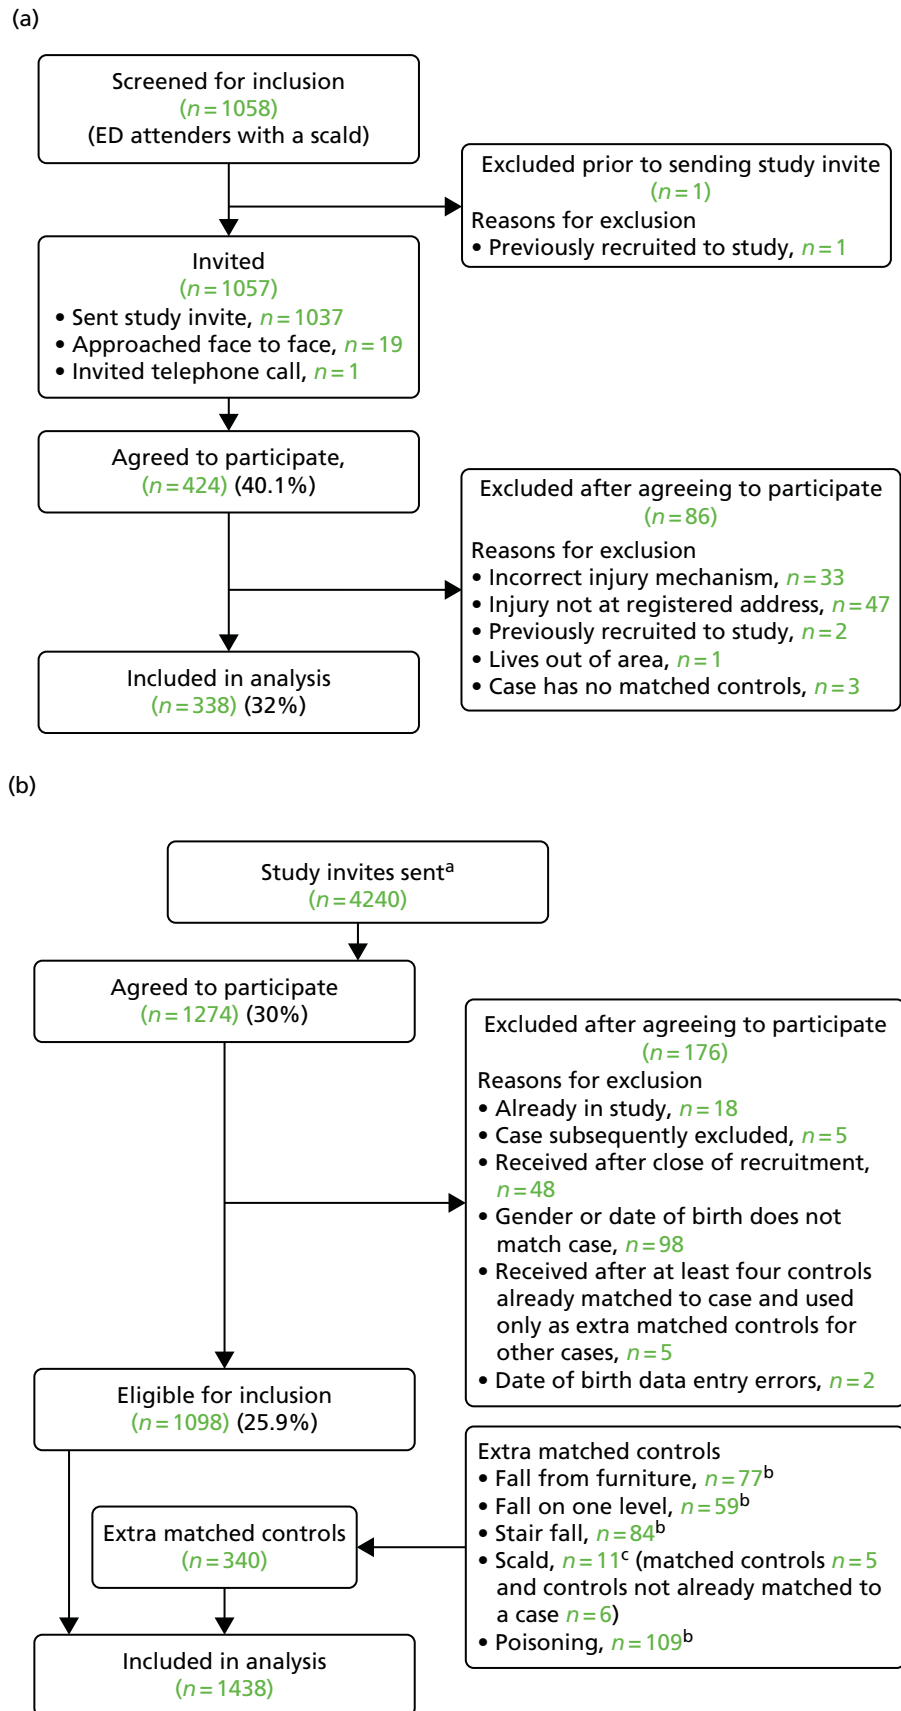 (a)
Screened for inclusion
(n=1058)
(ED attenders with a scald)
Excluded prior to sending study invite
(n=1)
Reasons for exclusion
• Previously recruited to study, n=1
Invited
(n=1057)
• Sent study invite, n=1037
• Approached face to face, n=19
• Invited telephone call, n=1
Agreed to participate,
(n=424) (40.1%)
Excluded after agreeing to participate
(n=86)
Reasons for exclusion
• Incorrect injury mechanism, n=33
• Injury not at registered address, n=47
• Previously recruited to study, n=2
• Lives out of area, n=1
• Case has no matched controls, n=3
Included in analysis
(n=338) (32%)
(b)
Study invites sentᵃ
(n=4240)
Agreed to participate
(n=1274) (30%)
Excluded after agreeing to participate
(n=176)
Reasons for exclusion
• Already in study, n=18
• Case subsequently excluded, n=5
• Received after close of recruitment,
n=48
• Gender or date of birth does not
match case, n=98
• Received after at least four controls
already matched to case and used
only as extra matched controls for
other cases, n=5
• Date of birth data entry errors, n=2
Eligible for inclusion
(n=1098) (25.9%)
Extra matched controls
• Fall from furniture, n=77ᵇ
• Fall on one level, n=59ᵇ
• Stair fall, n=84ᵇ
• Scald, n=11ᶜ (matched controls n=5
and controls not already matched to
a case n=6)
• Poisoning, n=109ᵇ
Extra matched controls
(n=340)
Included in analysis
(n=1438)